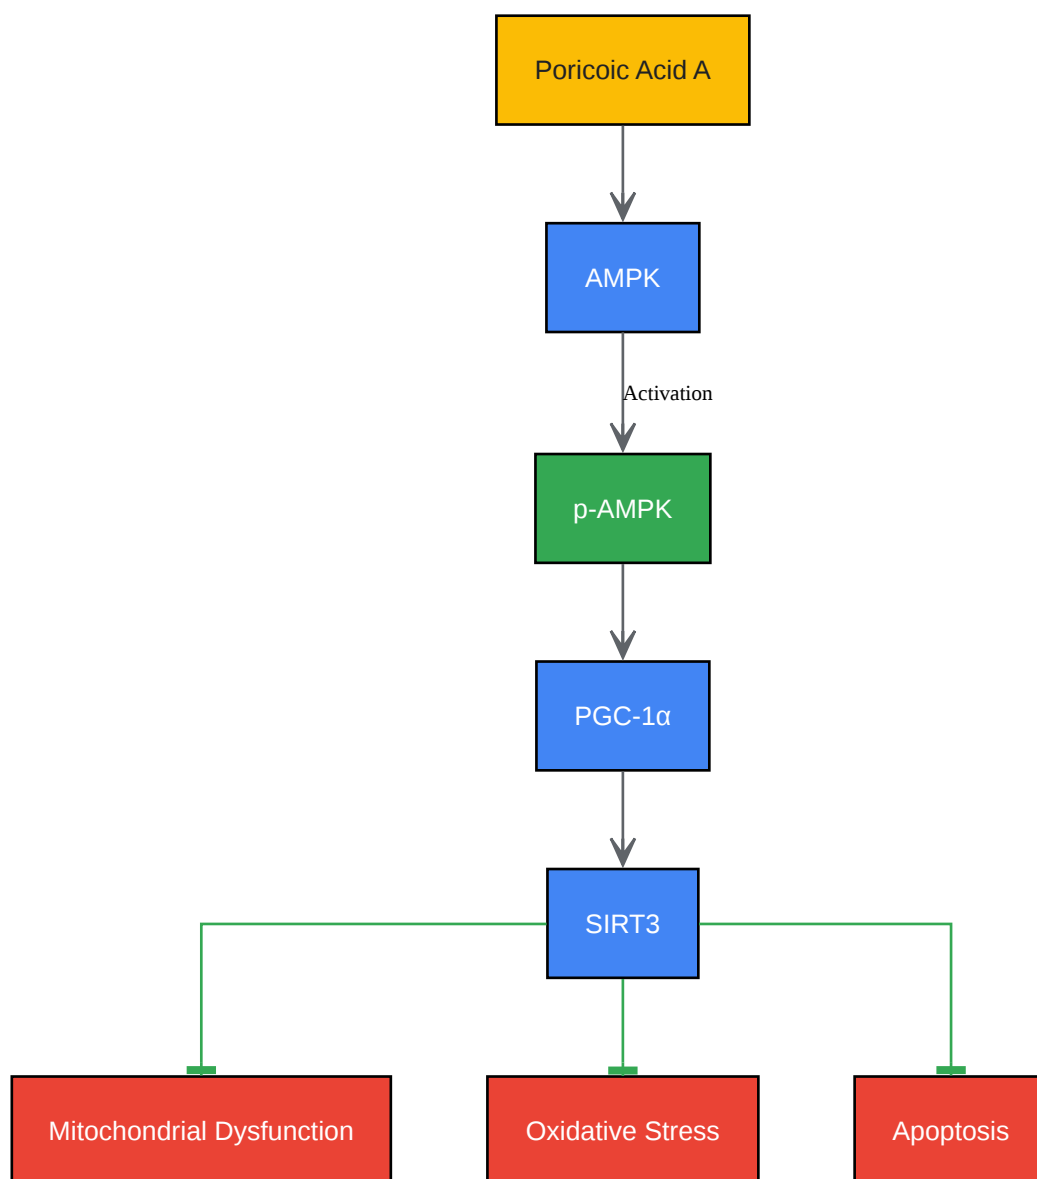 Poricoic Acid A
AMPK
Activation
p-AMPK
PGC-1α
SIRT3
Mitochondrial Dysfunction
Oxidative Stress
Apoptosis